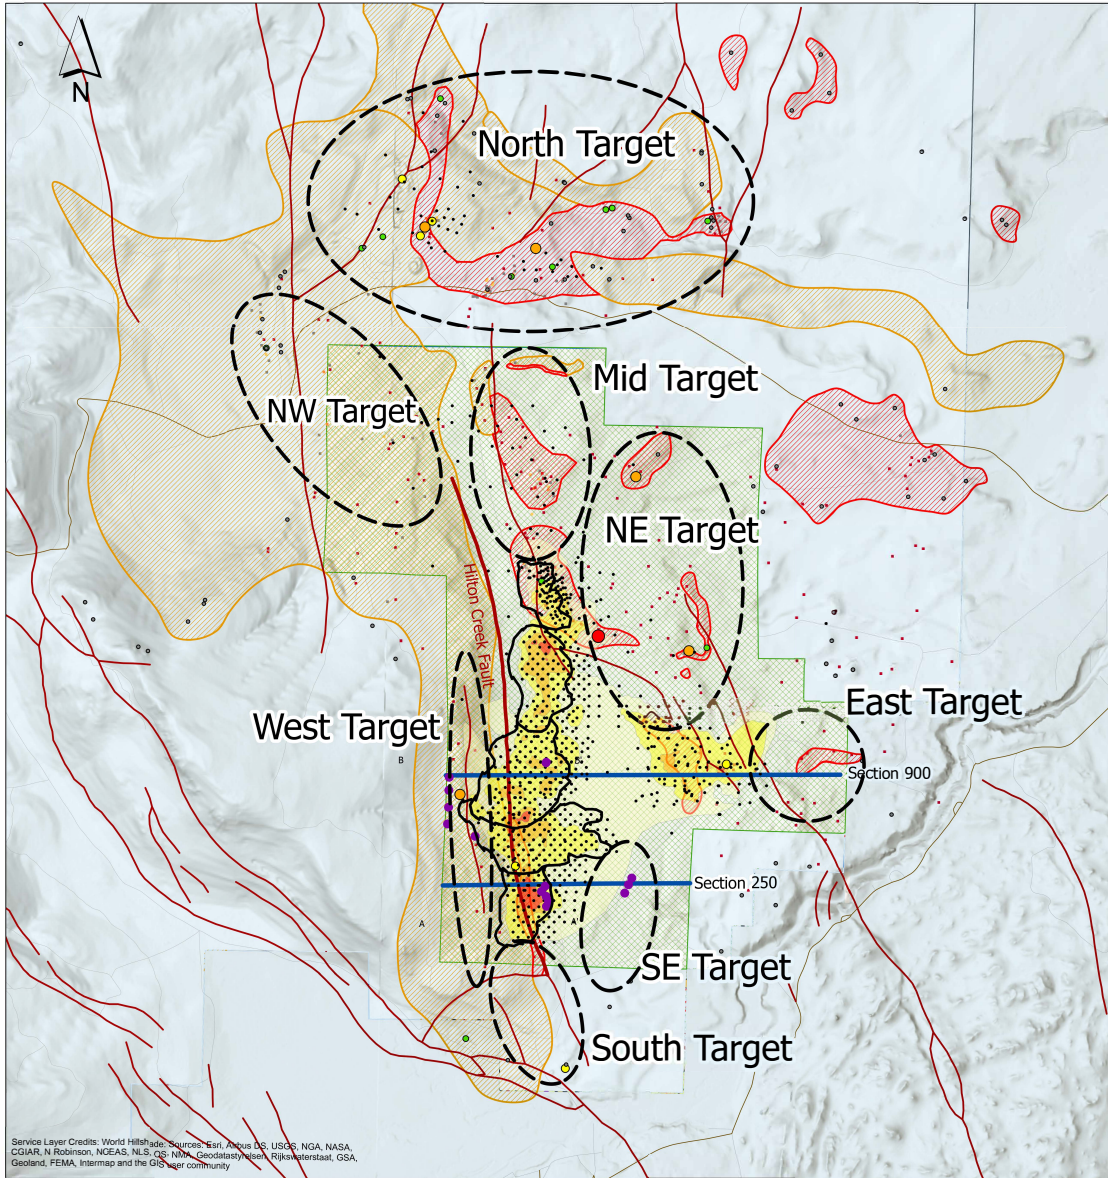 N
North Target
Mid Target
NW Target
NE Target
Hilton Creek Fault
East Target
West Target
B
B'
Section 900
Section 250
A
A'
SE Target
South Target
Service Layer Credits: World Hillshade: Sources: Esri, Airbus DS, USGS, NGA, NASA,
CGIAR, N Robinson, NCEAS, NLS, OS, NMA, Geodatastyrelsen, Rijkswaterstaat, GSA,
Geoland, FEMA, Intermap and the GIS user community